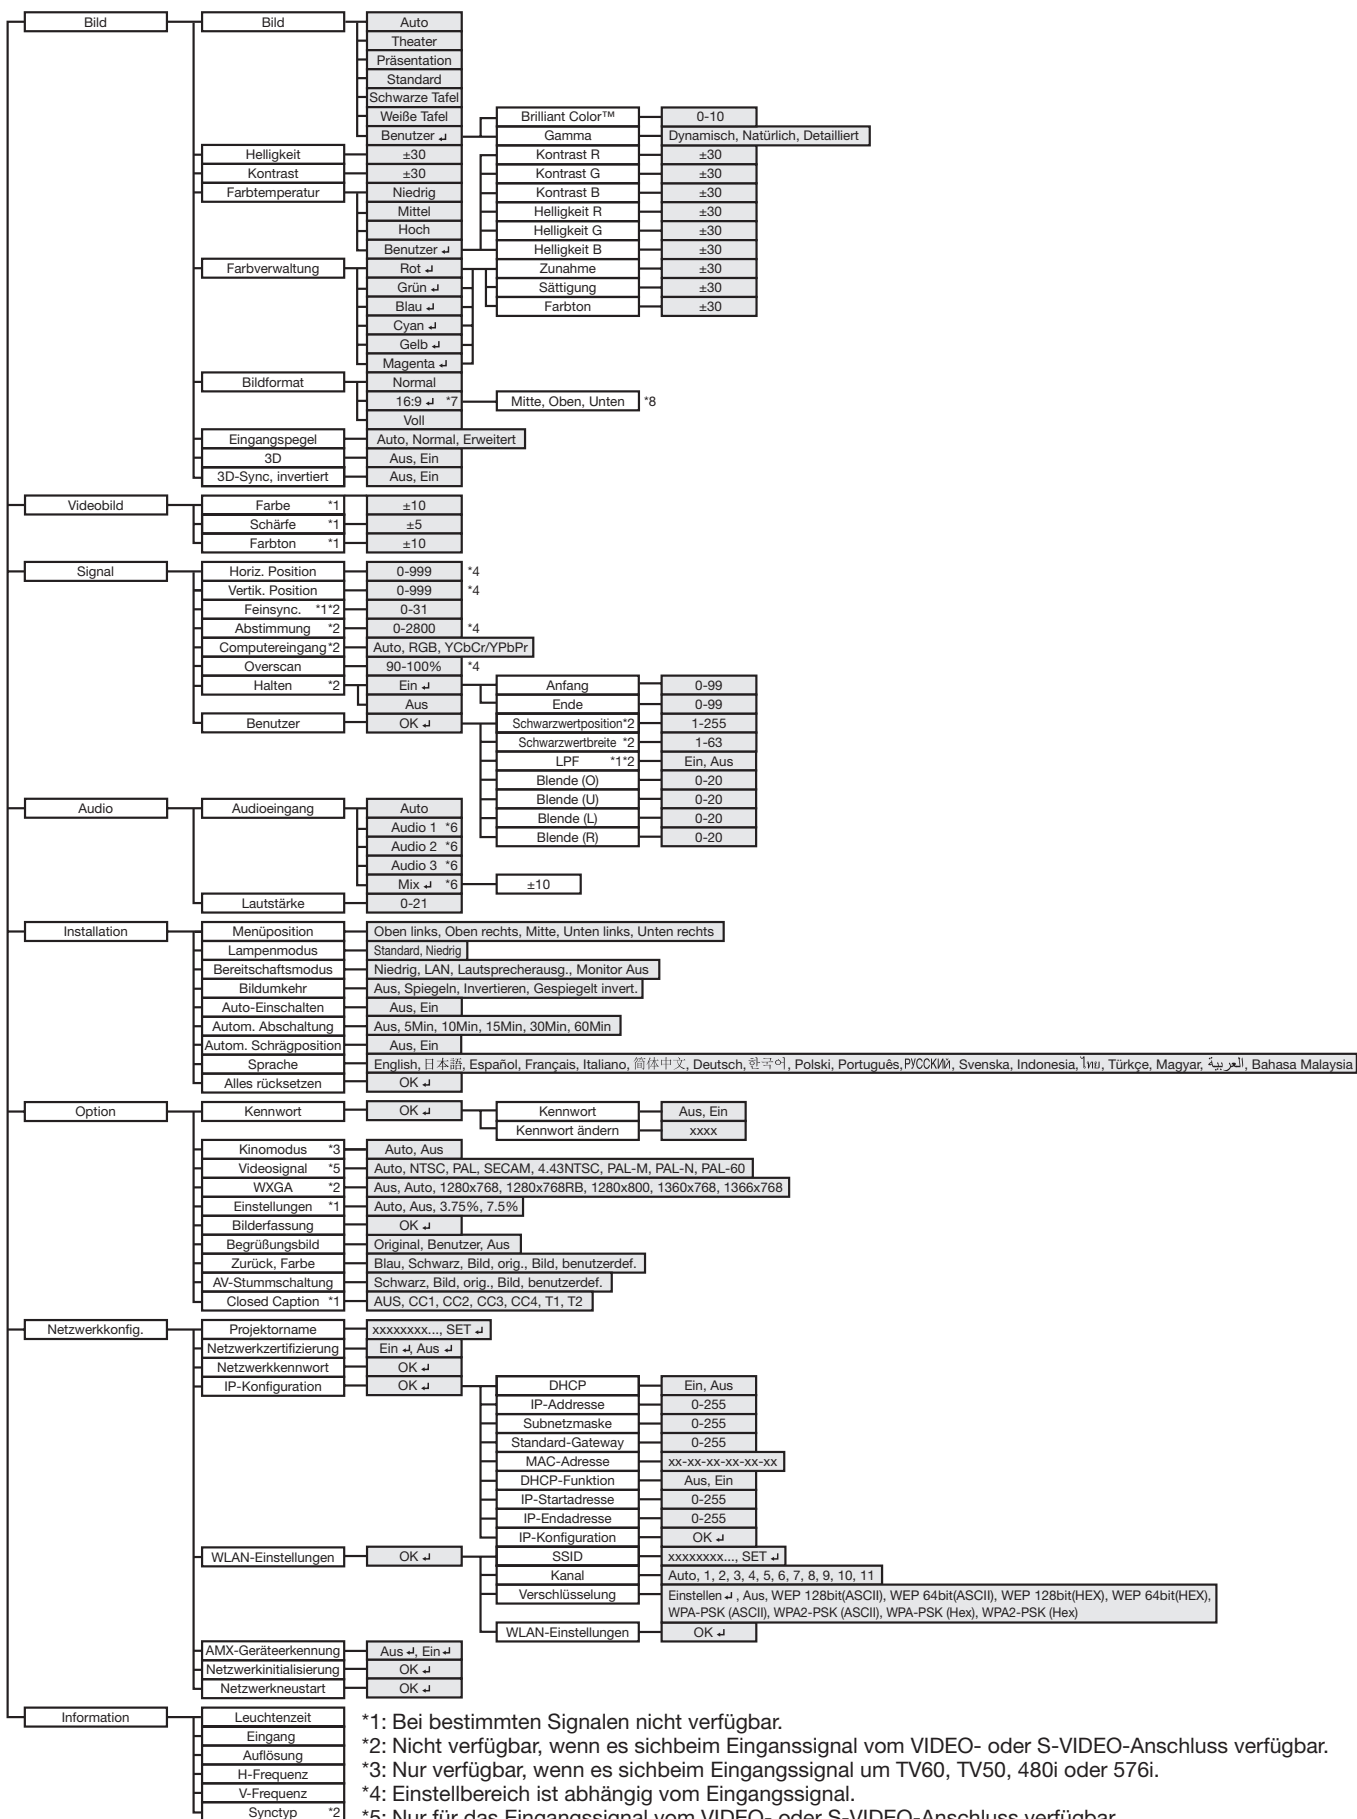 Bild Bild Auto
Theater
Präsentation
Standard
Schwarze Tafel
Weiße Tafel Brilliant Color™ 0-10
Benutzer ↲ Gamma Dynamisch, Natürlich, Detailliert
Helligkeit ±30 Kontrast R ±30
Kontrast ±30 Kontrast G ±30
Farbtemperatur Niedrig Kontrast B ±30
Mittel Helligkeit R ±30
Hoch Helligkeit G ±30
Benutzer ↲ Helligkeit B ±30
Farbverwaltung Rot ↲ Zunahme ±30
Grün ↲ Sättigung ±30
Blau ↲ Farbton ±30
Cyan ↲
Gelb ↲
Magenta ↲
Bildformat Normal
16:9 ↲ *7 Mitte, Oben, Unten *8
Voll
Eingangspegel Auto, Normal, Erweitert
3D Aus, Ein
3D-Sync, invertiert Aus, Ein
Videobild Farbe *1 ±10
Schärfe *1 ±5
Farbton *1 ±10
Signal Horiz. Position 0-999 *4
Vertik. Position 0-999 *4
Feinsync. *1*2 0-31
Abstimmung *2 0-2800 *4
Computereingang*2 Auto, RGB, YCbCr/YPbPr
Overscan 90-100% *4
Halten *2 Ein ↲ Anfang 0-99
Aus Ende 0-99
Benutzer OK ↲ Schwarzwertposition*2 1-255
Schwarzwertbreite *2 1-63
LPF *1*2 Ein, Aus
Blende (O) 0-20
Blende (U) 0-20
Blende (L) 0-20
Blende (R) 0-20
Audio Audioeingang Auto
Audio 1 *6
Audio 2 *6
Audio 3 *6
Mix ↲ *6 ±10
Lautstärke 0-21
Installation Menüposition Oben links, Oben rechts, Mitte, Unten links, Unten rechts
Lampenmodus Standard, Niedrig
Bereitschaftsmodus Niedrig, LAN, Lautsprecherausg., Monitor Aus
Bildumkehr Aus, Spiegeln, Invertieren, Gespiegelt invert.
Auto-Einschalten Aus, Ein
Autom. Abschaltung Aus, 5Min, 10Min, 15Min, 30Min, 60Min
Autom. Schrägposition Aus, Ein
Sprache English, 日本語, Español, Français, Italiano, 简体中文, Deutsch, 한국어, Polski, Português, РУССКИЙ, Svenska, Indonesia, ไทย, Türkçe, Magyar, العربية, Bahasa Malaysia
Alles rücksetzen OK ↲
Option Kennwort OK ↲ Kennwort Aus, Ein
Kennwort ändern xxxx
Kinomodus *3 Auto, Aus
Videosignal *5 Auto, NTSC, PAL, SECAM, 4.43NTSC, PAL-M, PAL-N, PAL-60
WXGA *2 Aus, Auto, 1280x768, 1280x768RB, 1280x800, 1360x768, 1366x768
Einstellungen *1 Auto, Aus, 3.75%, 7.5%
Bilderfassung OK ↲
Begrüßungsbild Original, Benutzer, Aus
Zurück, Farbe Blau, Schwarz, Bild, orig., Bild, benutzerdef.
AV-Stummschaltung Schwarz, Bild, orig., Bild, benutzerdef.
Closed Caption *1 AUS, CC1, CC2, CC3, CC4, T1, T2
Netzwerkkonfig. Projektorname xxxxxxxx..., SET ↲
Netzwerkzertifizierung Ein ↲, Aus ↲
Netzwerkkennwort OK ↲
IP-Konfiguration OK ↲ DHCP Ein, Aus
IP-Addresse 0-255
Subnetzmaske 0-255
Standard-Gateway 0-255
MAC-Adresse xx-xx-xx-xx-xx-xx
DHCP-Funktion Aus, Ein
IP-Startadresse 0-255
IP-Endadresse 0-255
IP-Konfiguration OK ↲
WLAN-Einstellungen OK ↲ SSID xxxxxxxx..., SET ↲
Kanal Auto, 1, 2, 3, 4, 5, 6, 7, 8, 9, 10, 11
Verschlüsselung Einstellen ↲ , Aus, WEP 128bit(ASCII), WEP 64bit(ASCII), WEP 128bit(HEX), WEP 64bit(HEX),
WPA-PSK (ASCII), WPA2-PSK (ASCII), WPA-PSK (Hex), WPA2-PSK (Hex)
WLAN-Einstellungen OK ↲
AMX-Geräteerkennung Aus ↲, Ein ↲
Netzwerkinitialisierung OK ↲
Netzwerkneustart OK ↲
Information Leuchtenzeit
Eingang
Auflösung
H-Frequenz
V-Frequenz
Synctyp *2
*1: Bei bestimmten Signalen nicht verfügbar.
*2: Nicht verfügbar, wenn es sichbeim Einganssignal vom VIDEO- oder S-VIDEO-Anschluss verfügbar.
*3: Nur verfügbar, wenn es sichbeim Eingangssignal um TV60, TV50, 480i oder 576i.
*4: Einstellbereich ist abhängig vom Eingangssignal.
*5: Nur für das Eingangssignal vom VIDEO- oder S-VIDEO-Anschluss verfügbar.